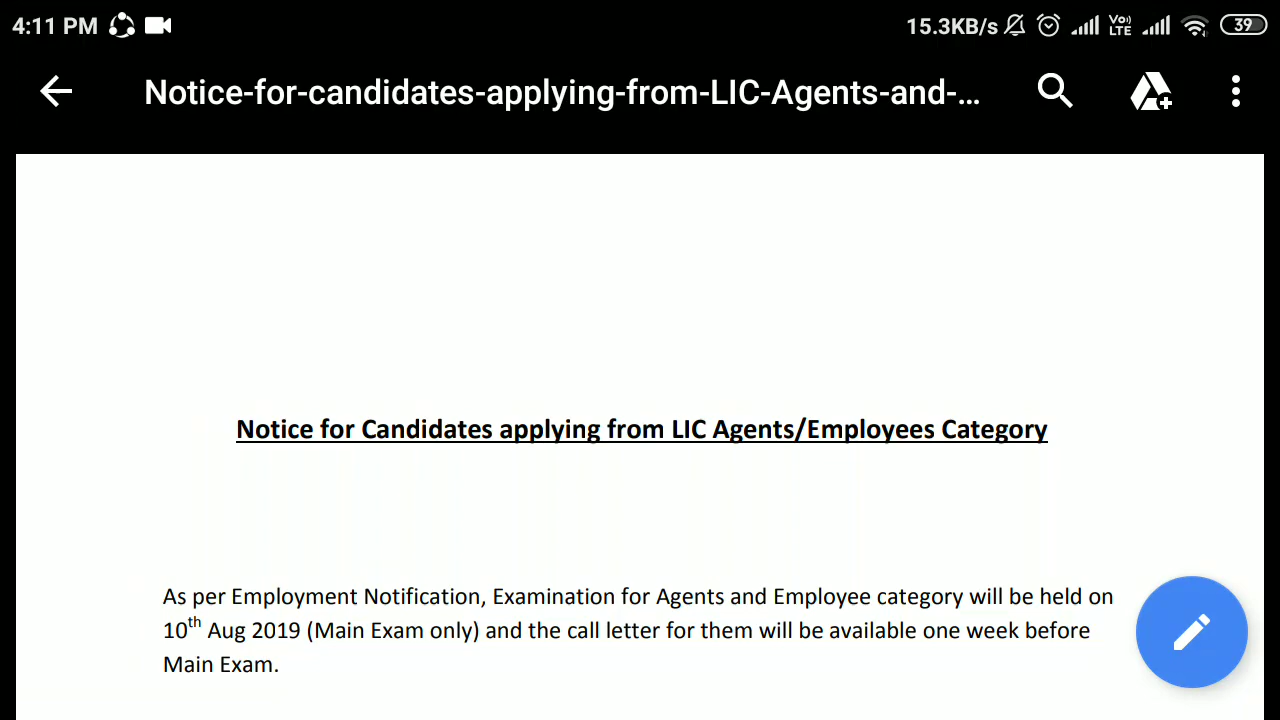 4:11 PM 15.3KB/s Vo) LTE 39
Notice-for-candidates-applying-from-LIC-Agents-and-...
Notice for Candidates applying from LIC Agents/Employees Category
As per Employment Notification, Examination for Agents and Employee category will be held on
10th Aug 2019 (Main Exam only) and the call letter for them will be available one week before
Main Exam.